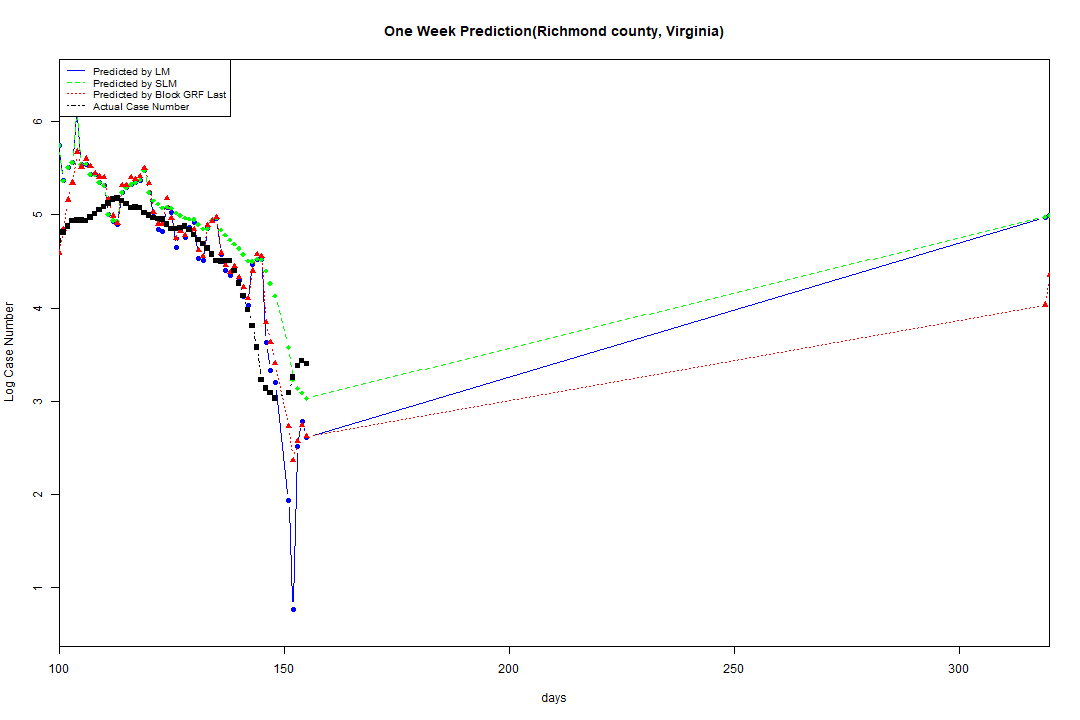 One Week Prediction(Richmond county, Virginia)
Predicted by LM
Predicted by SLM
Predicted by Block GRF Last
Actual Case Number
Log Case Number
6
5
4
3
2
1
100 150 200 250 300
days